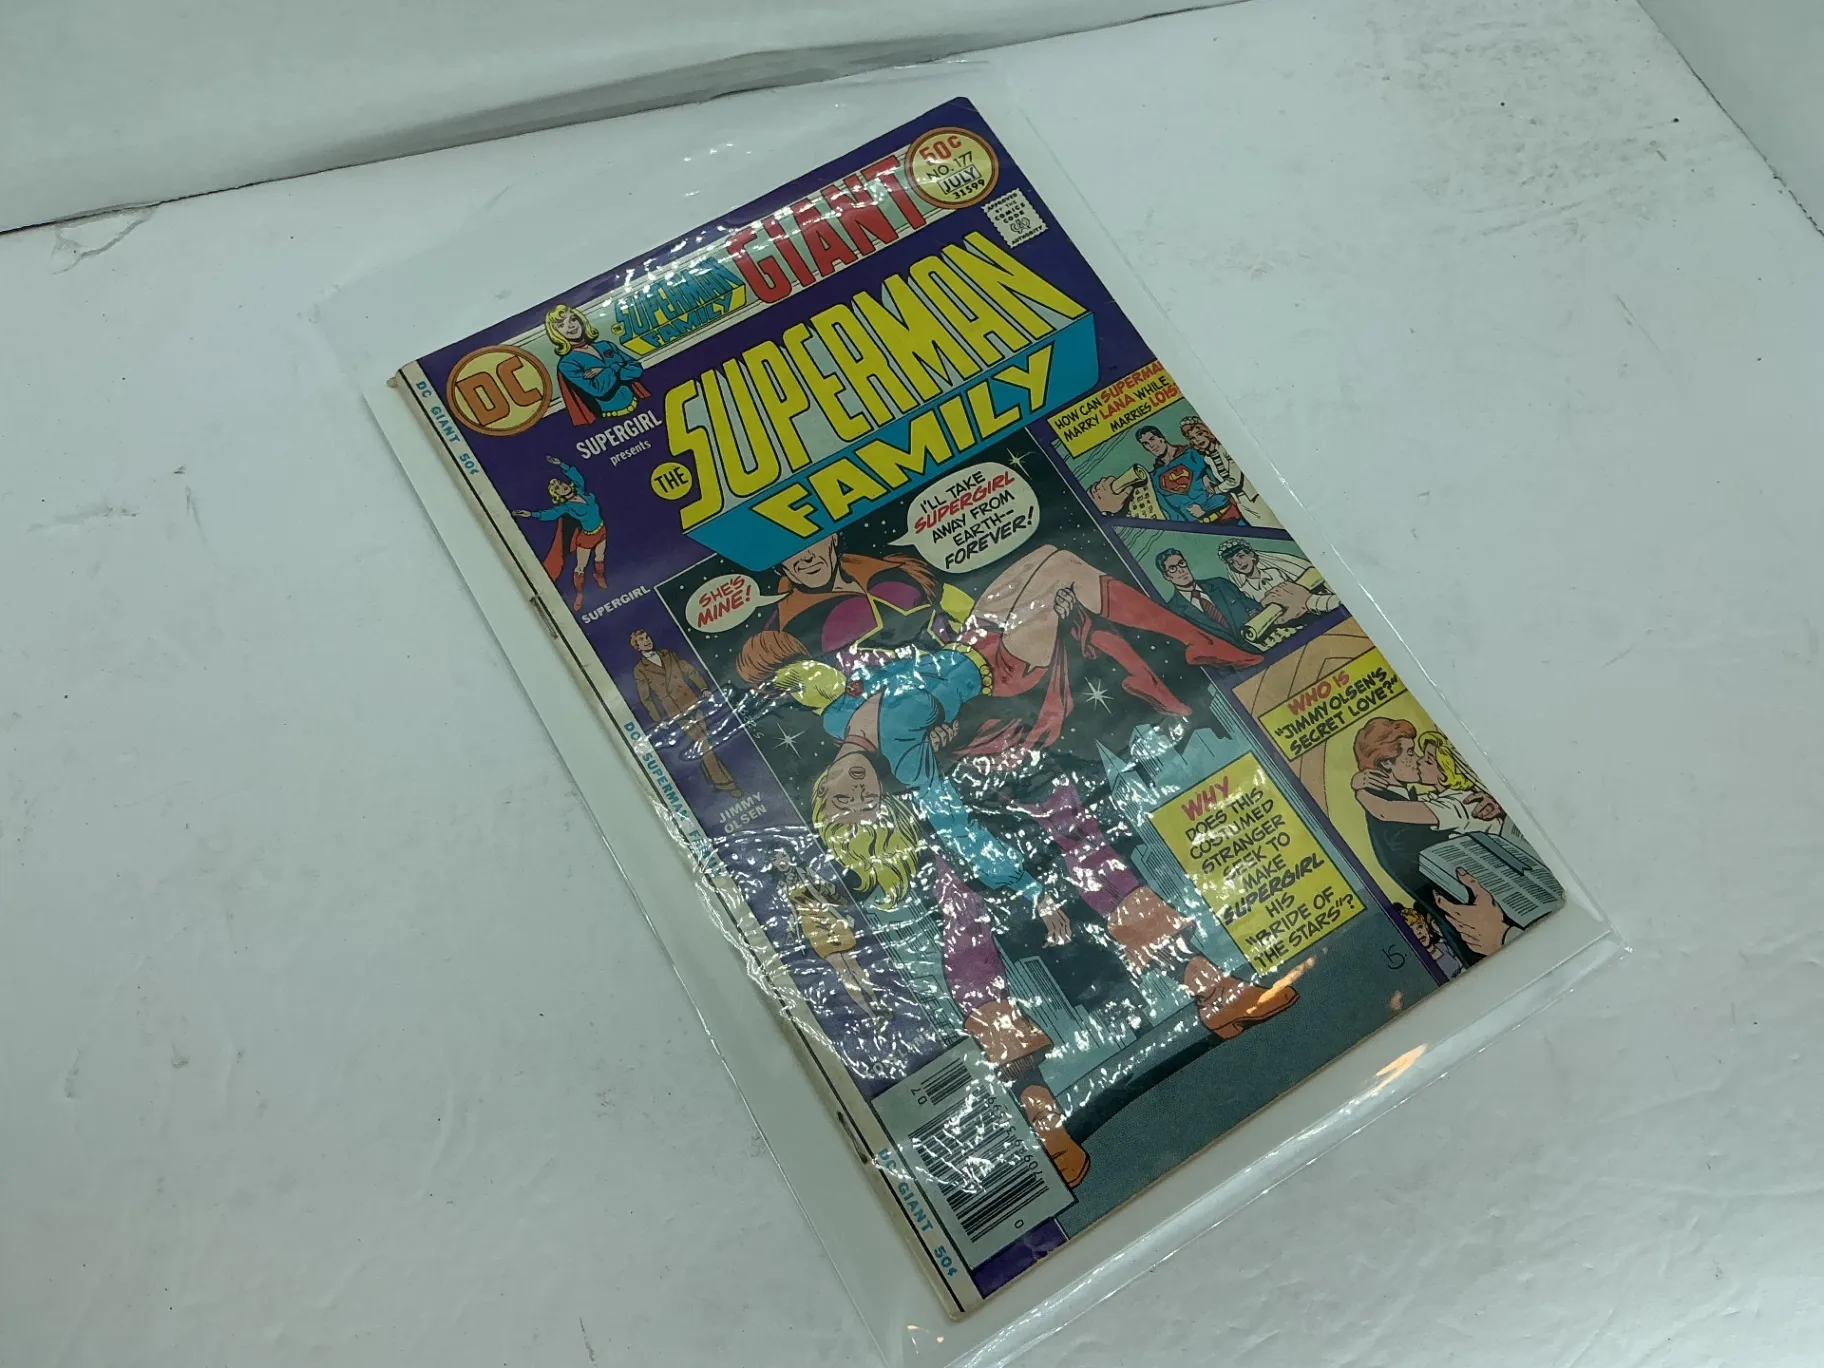 50¢
NO. 177
JULY
33599
APPROVED
BY THE
COMICS
CODE
AUTHORITY
SUPERMAN
FAMILY
GIANT
DC
SUPERGIRL
presents
THE
SUPERMAN
FAMILY
DC GIANT 50¢
HOW CAN SUPERMAN
MARRY LANA WHILE
MARRIES LOIS
I'LL TAKE
SUPERGIRL
AWAY FROM
EARTH--
FOREVER!
SHE'S
MINE!
SUPERGIRL
JIMMY
OLSEN
WHO IS
"JIMMY OLSEN'S
SECRET LOVE?"
WHY
DOES THIS
COSTUMED
STRANGER
SEEK TO
MAKE
SUPERGIRL
HIS
"BRIDE OF
THE STARS"?
DC SUPERMAN
07
0
DC GIANT 50¢